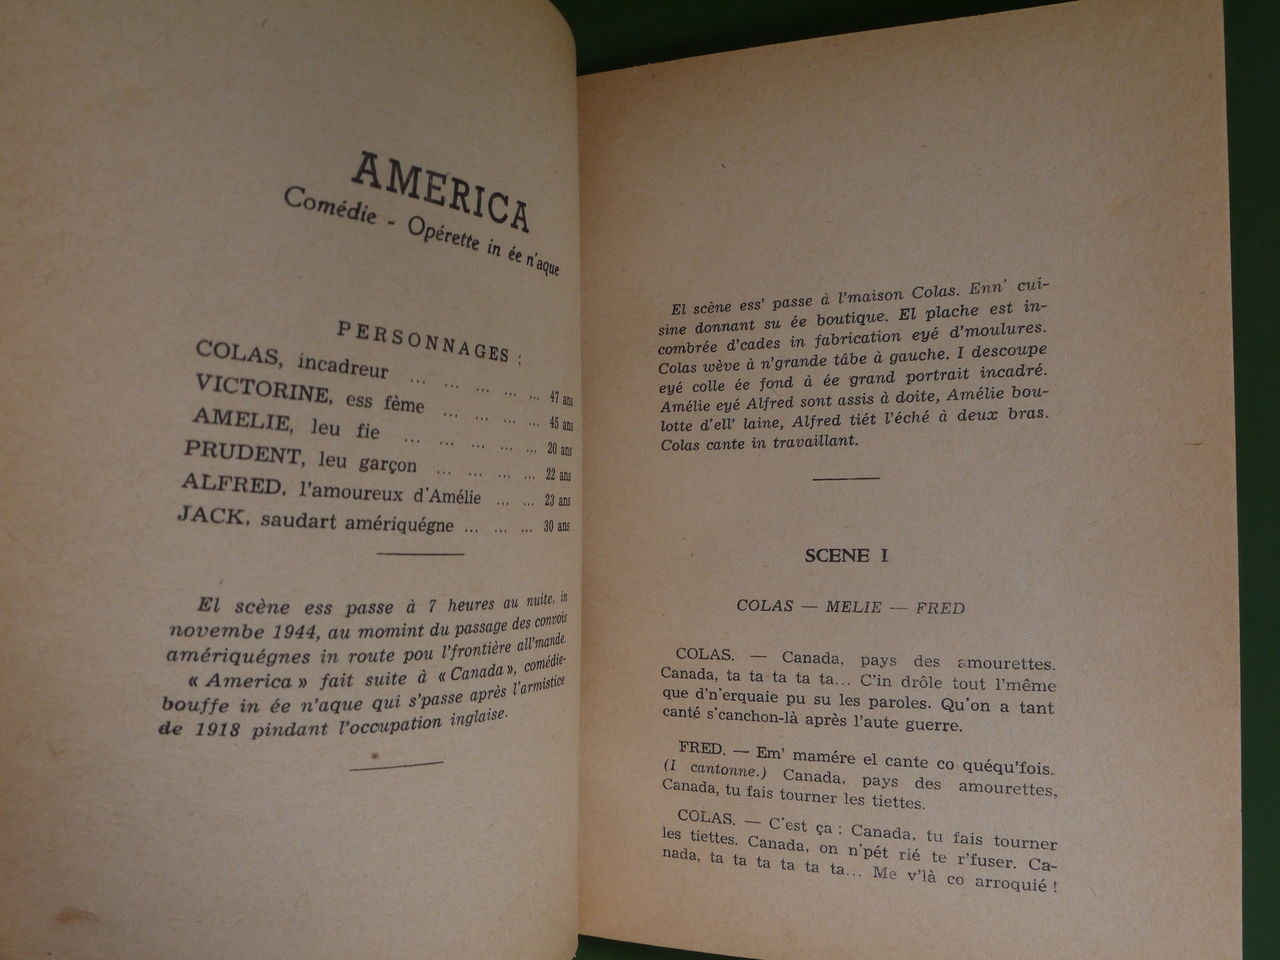 AMERICA
Comédie - Opérette in ée n'aque
PERSONNAGES :
COLAS, incadreur ... ... ... ... ... 47 ans
VICTORINE, ess fème ... ... ... ... 45 ans
AMELIE, leu fie ... ... ... ... ... 20 ans
PRUDENT, leu garçon ... ... ... ... 22 ans
ALFRED, l'amoureux d'Amélie ... ... 23 ans
JACK, saudart amériquégne ... ... ... 30 ans
El scène ess passe à 7 heures au nuite, in
novembe 1944, au momint du passage des convois
amériquégnes in route pou l'frontière all'mande.
« America » fait suite à « Canada », comédie-
bouffe in ée n'aque qui s'passe après l'armistice
de 1918 pindant l'occupation inglaise.
El scène ess' passe à l'maison Colas. Enn' cui-
sine donnant su ée boutique. El plache est in-
combrée d'cades in fabrication eyé d'moulures.
Colas wève à n'grande tâbe à gauche. I descoupe
eyé colle ée fond à ée grand portrait incadré.
Amélie eyé Alfred sont assis à doite, Amélie bou-
lotte d'ell' laine, Alfred tiét l'éché à deux bras.
Colas cante in travaillant.
SCENE I
COLAS — MELIE — FRED
COLAS. — Canada, pays des amourettes.
Canada, ta ta ta ta ta... C'in drôle tout l'même
que d'n'erquaie pu su les paroles. Qu'on a tant
canté s'canchon-là après l'aute guerre.
FRED. — Em' mamére el cante co quéqu'fois.
(I cantonne.) Canada, pays des amourettes,
Canada, tu fais tourner les tiettes.
COLAS. — C'est ça : Canada, tu fais tourner
les tiettes. Canada, on n'pét rié te r'fuser. Ca-
nada, ta ta ta ta ta ta... Me v'là co arroquié !